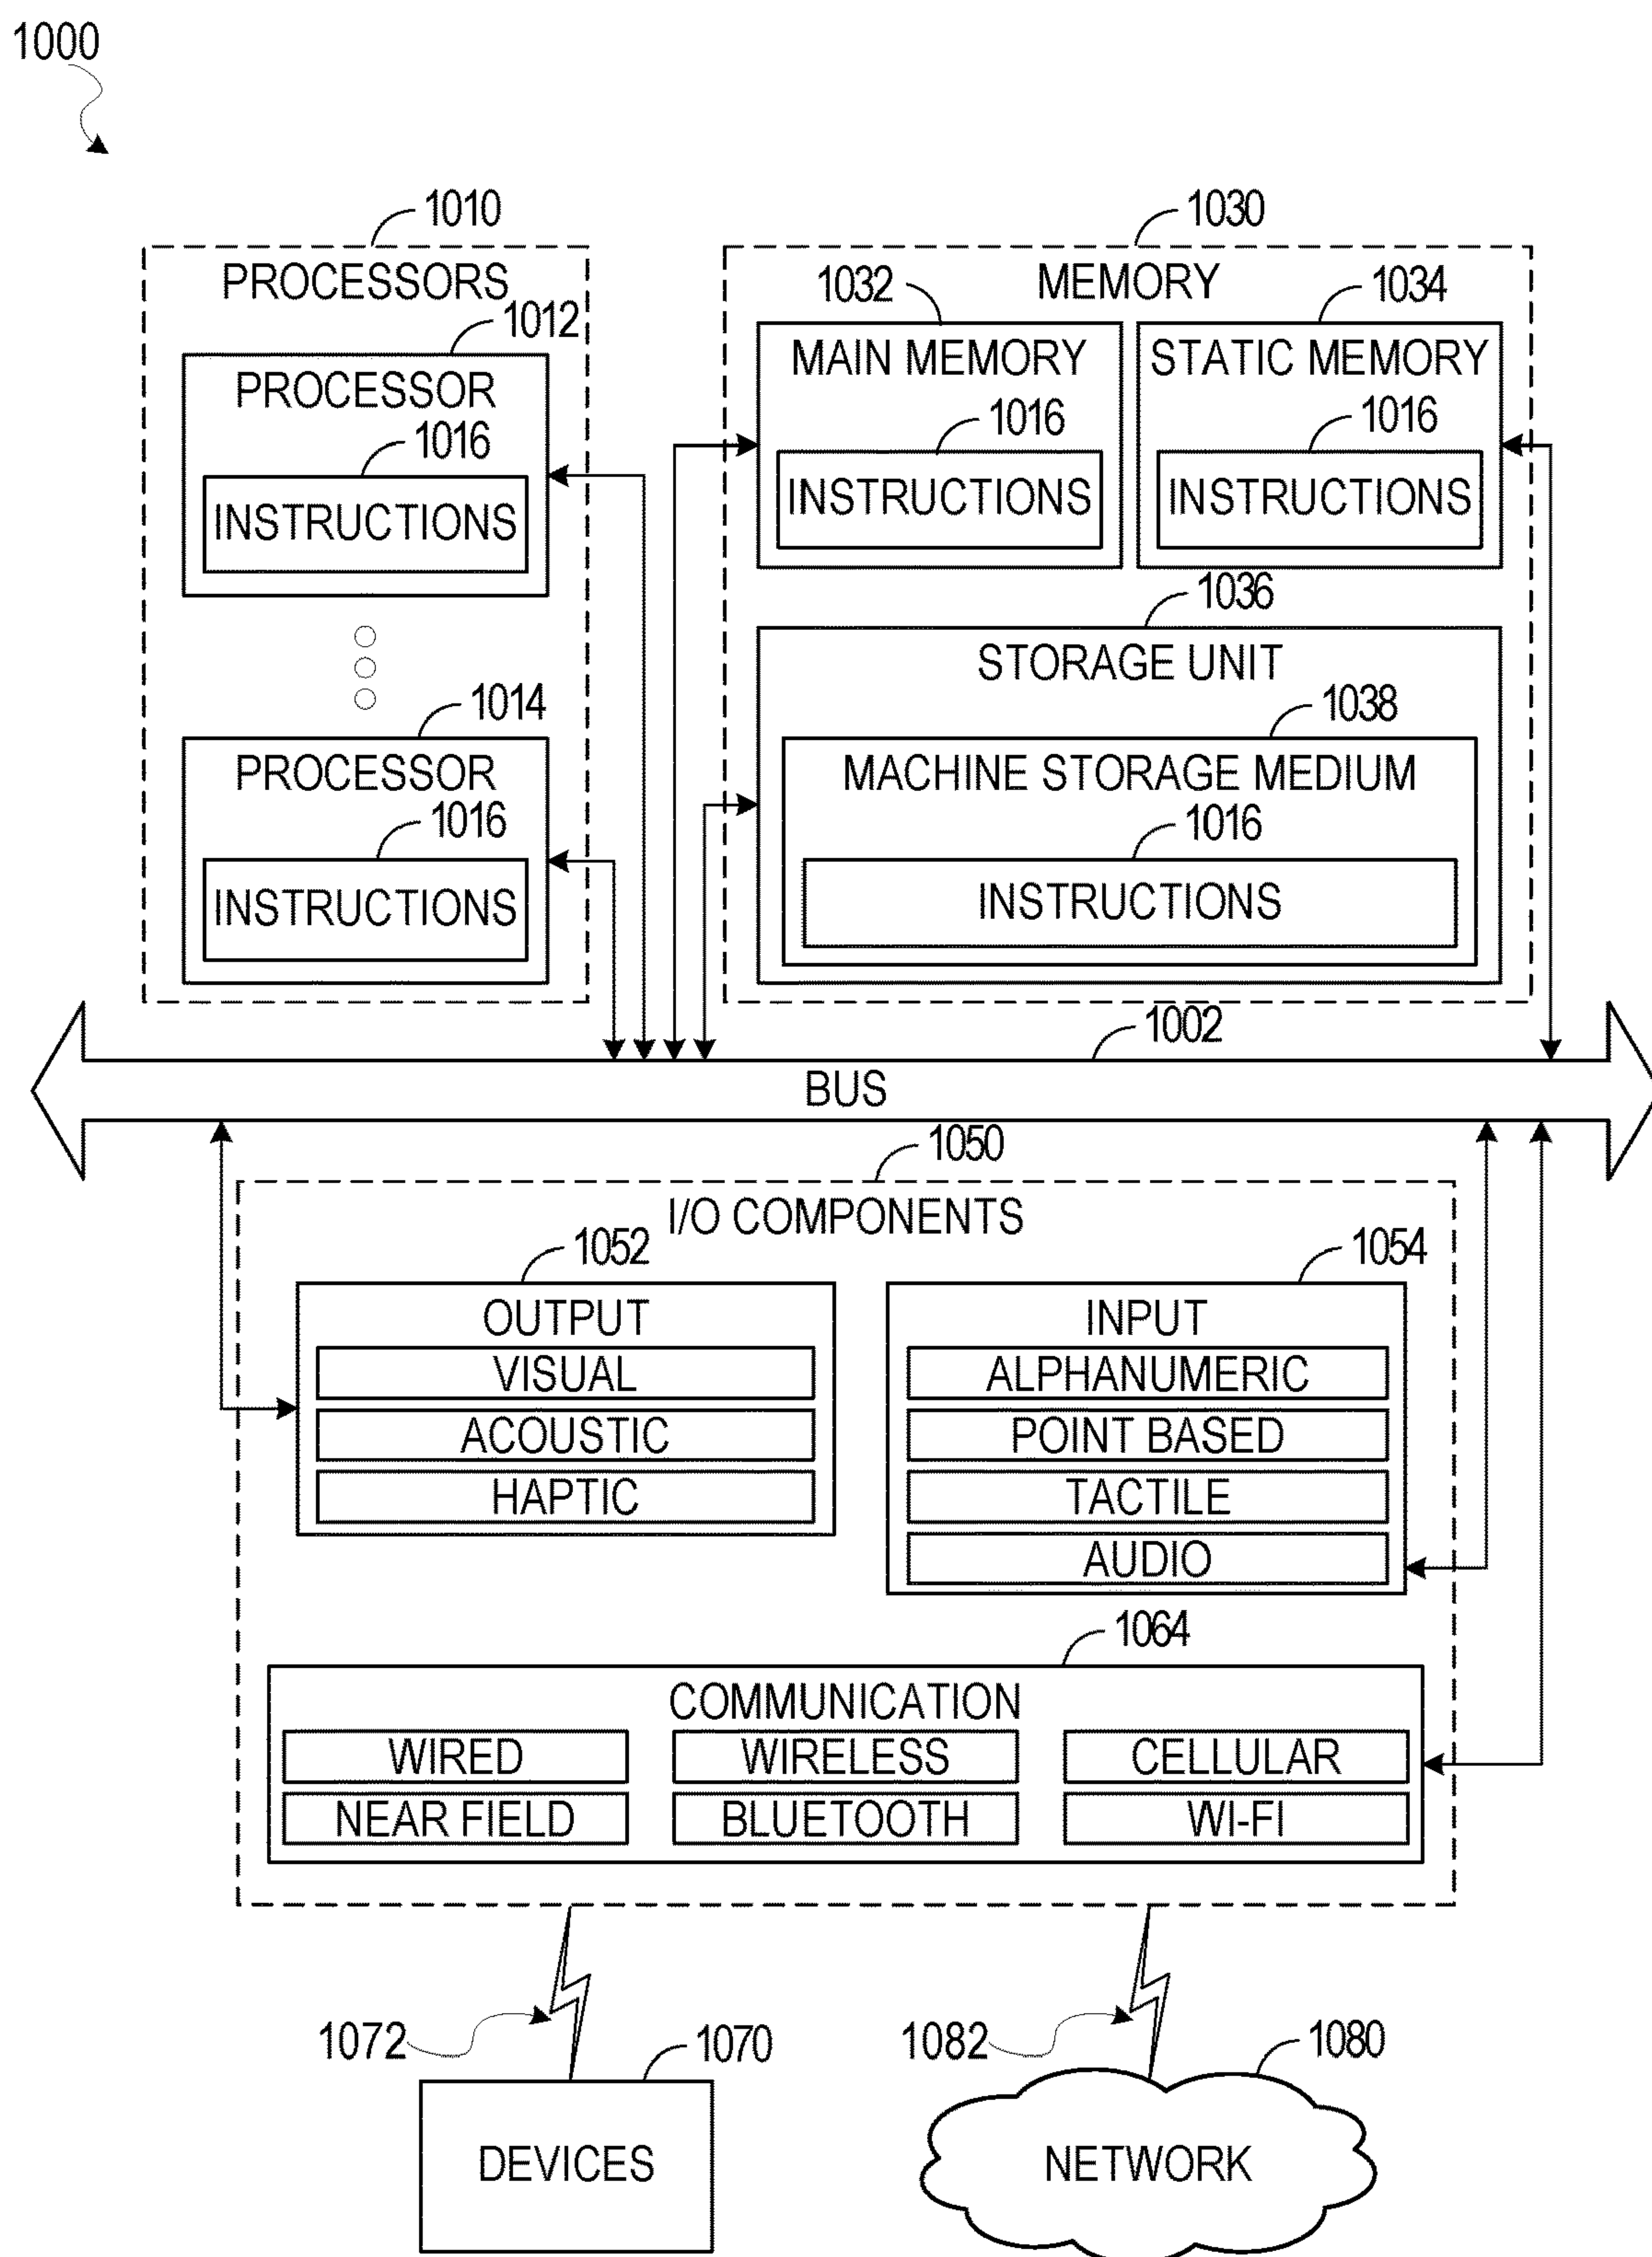 1000
1010
PROCESSORS
1012
PROCESSOR
1016
INSTRUCTIONS
1014
PROCESSOR
1016
INSTRUCTIONS
1030
MEMORY
1032
MAIN MEMORY
1016
INSTRUCTIONS
1034
STATIC MEMORY
1016
INSTRUCTIONS
1036
STORAGE UNIT
1038
MACHINE STORAGE MEDIUM
1016
INSTRUCTIONS
1002
BUS
1050
I/O COMPONENTS
1052
OUTPUT
VISUAL
ACOUSTIC
HAPTIC
1054
INPUT
ALPHANUMERIC
POINT BASED
TACTILE
AUDIO
1064
COMMUNICATION
WIRED
WIRELESS
CELLULAR
NEAR FIELD
BLUETOOTH
WI-FI
1072
1070
DEVICES
1082
1080
NETWORK